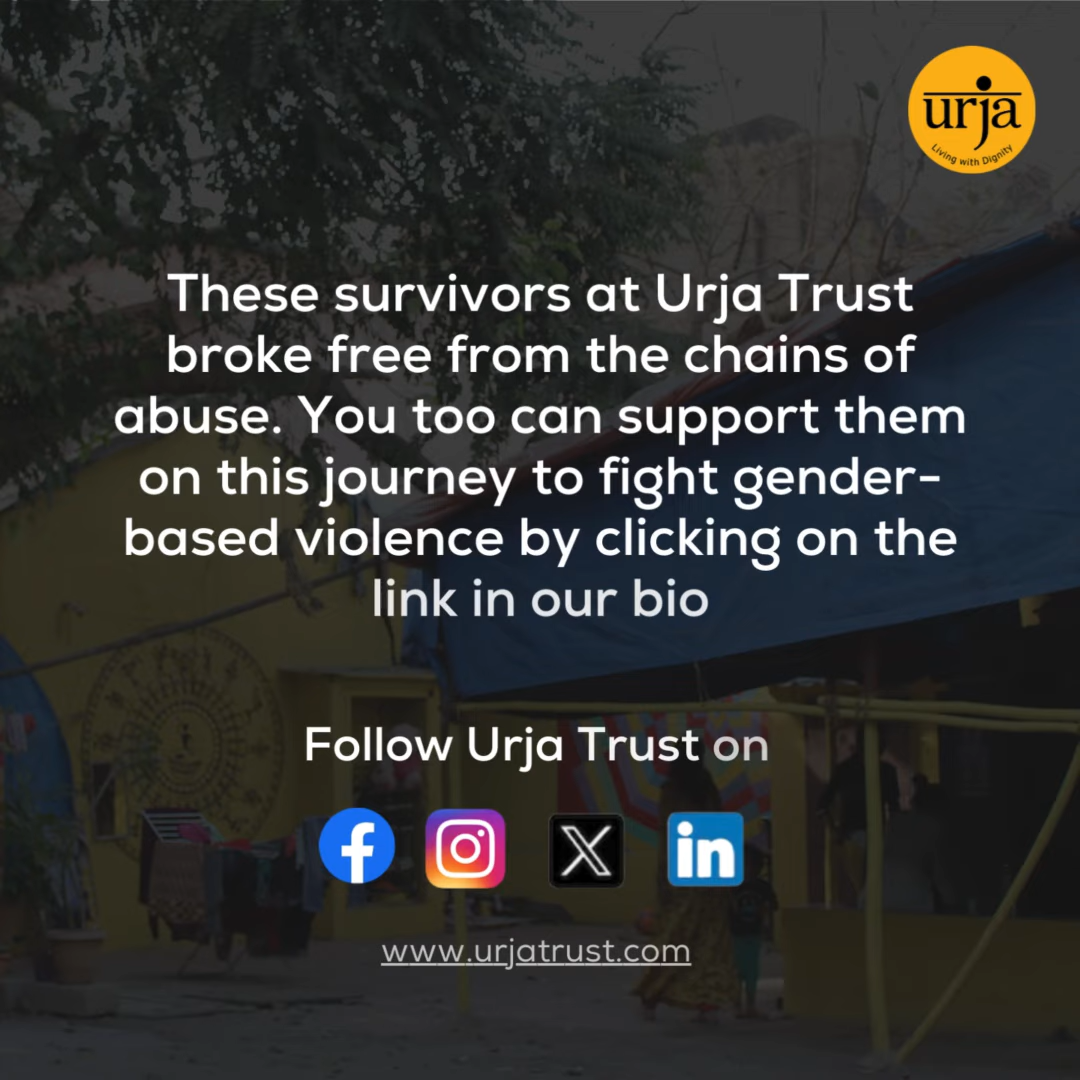 urja
Living with Dignity
These survivors at Urja Trust
broke free from the chains of
abuse. You too can support them
on this journey to fight gender-
based violence by clicking on the
link in our bio
Follow Urja Trust on
www.urjatrust.com